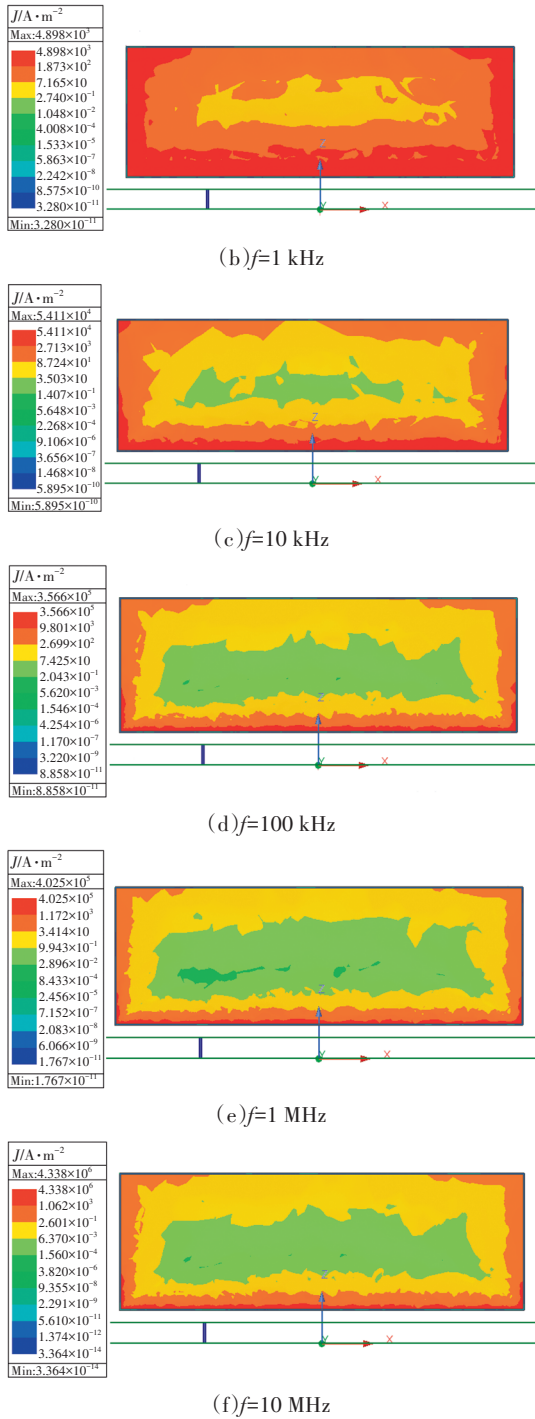 J/A·m⁻²
Max:4.898×10³
4.898×10³
1.873×10²
7.165×10
2.740×10⁻¹
1.048×10⁻²
4.008×10⁻⁴
1.533×10⁻⁵
5.863×10⁻⁷
2.242×10⁻⁸
8.575×10⁻¹⁰
3.280×10⁻¹¹
Min:3.280×10⁻¹¹
Z
Y
X
(b)f=1 kHz
J/A·m⁻²
Max:5.411×10⁴
5.411×10⁴
2.713×10³
8.724×10¹
3.503×10
1.407×10⁻¹
5.648×10⁻³
2.268×10⁻⁴
9.106×10⁻⁶
3.656×10⁻⁷
1.468×10⁻⁸
5.895×10⁻¹⁰
Min:5.895×10⁻¹⁰
Z
Y
X
(c)f=10 kHz
J/A·m⁻²
Max:3.566×10⁵
3.566×10⁵
9.801×10³
2.699×10²
7.425×10
2.043×10⁻¹
5.620×10⁻³
1.546×10⁻⁴
4.254×10⁻⁶
1.170×10⁻⁷
3.220×10⁻⁹
8.858×10⁻¹¹
Min:8.858×10⁻¹¹
Z
Y
X
(d)f=100 kHz
J/A·m⁻²
Max:4.025×10⁵
4.025×10⁵
1.172×10³
3.414×10
9.943×10⁻¹
2.896×10⁻²
8.433×10⁻⁴
2.456×10⁻⁵
7.152×10⁻⁷
2.083×10⁻⁸
6.066×10⁻⁹
1.767×10⁻¹¹
Min:1.767×10⁻¹¹
Z
Y
X
(e)f=1 MHz
J/A·m⁻²
Max:4.338×10⁶
4.338×10⁶
1.062×10³
2.601×10⁻¹
6.370×10⁻³
1.560×10⁻⁴
3.820×10⁻⁶
9.355×10⁻⁸
2.291×10⁻⁹
5.610×10⁻¹¹
1.374×10⁻¹²
3.364×10⁻¹⁴
Min:3.364×10⁻¹⁴
Z
Y
X
(f)f=10 MHz